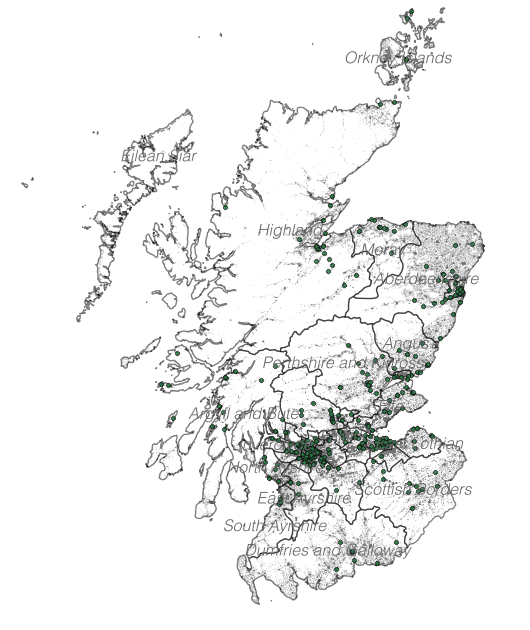 Orkney Islands
Eilean Siar
Highland
Moray
Aberdeenshire
Angus
Perthshire and Kinross
Argyll and Bute
Lothian
North Ayrshire
Scottish Borders
East Ayrshire
South Ayrshire
Dumfries and Galloway